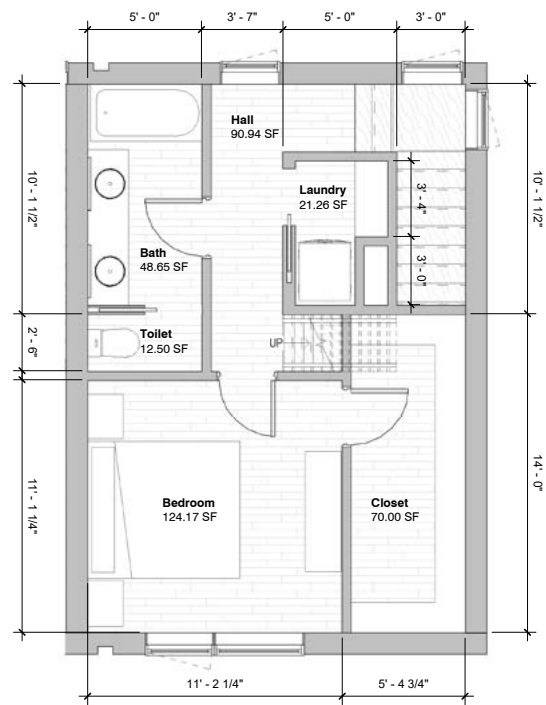 5' - 0"
3' - 7"
5' - 0"
3' - 0"
Hall
90.94 SF
10' - 1 1/2"
Laundry
21.26 SF
3' - 4"
10' - 1 1/2"
Bath
48.65 SF
3' - 0"
2' - 6"
Toilet
12.50 SF
UP
11' - 1 1/4"
Bedroom
124.17 SF
Closet
70.00 SF
14' - 0"
11' - 2 1/4"
5' - 4 3/4"